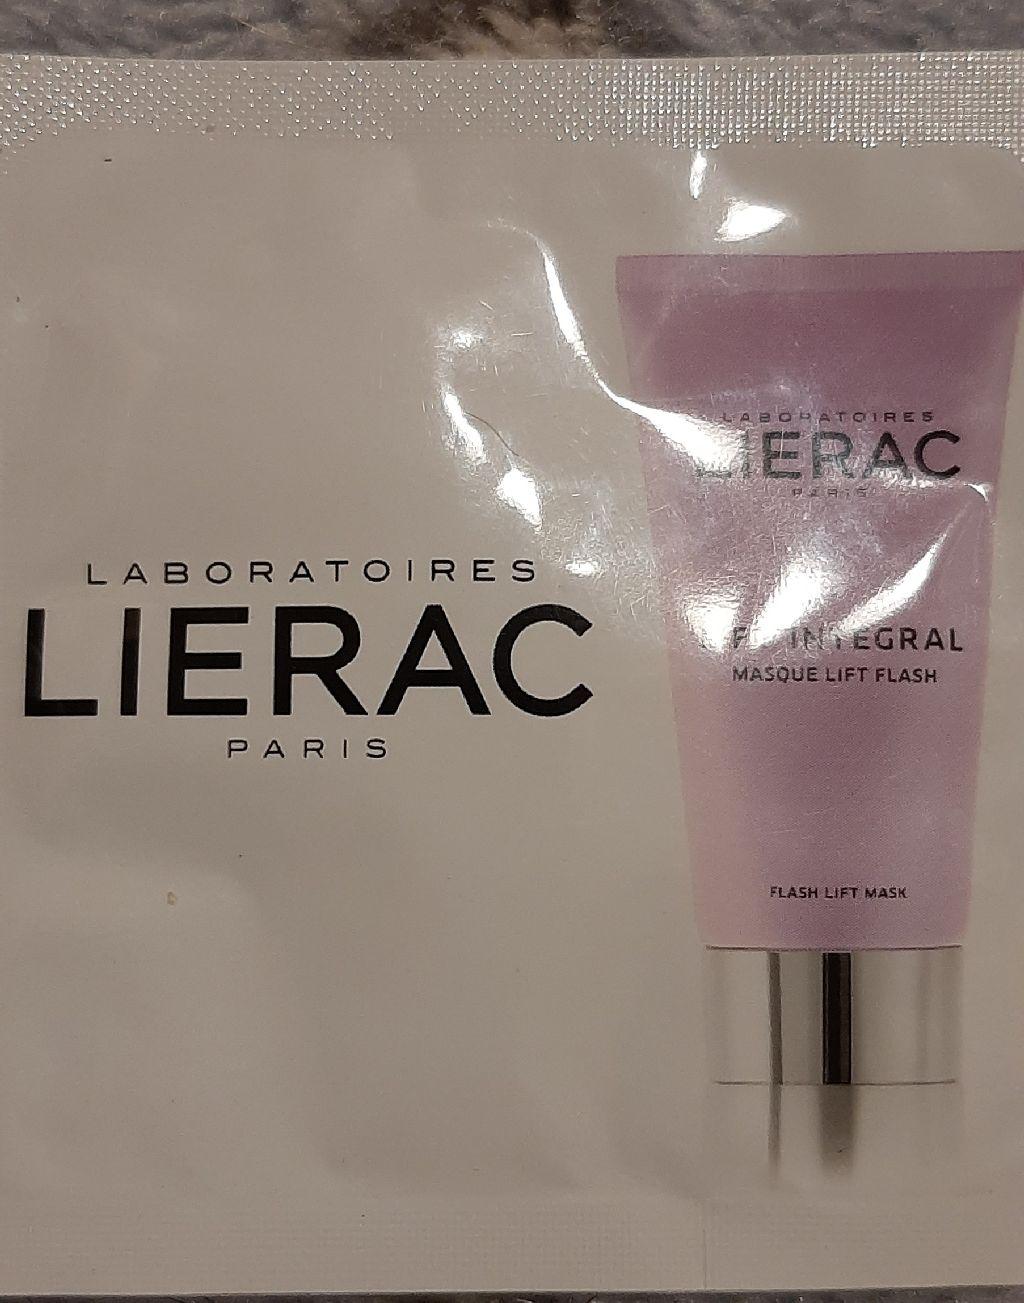 LABORATOIRES
LIERAC
PARIS
LABORATOIRES
LIERAC
PARIS
INTEGRAL
MASQUE LIFT FLASH
FLASH LIFT MASK